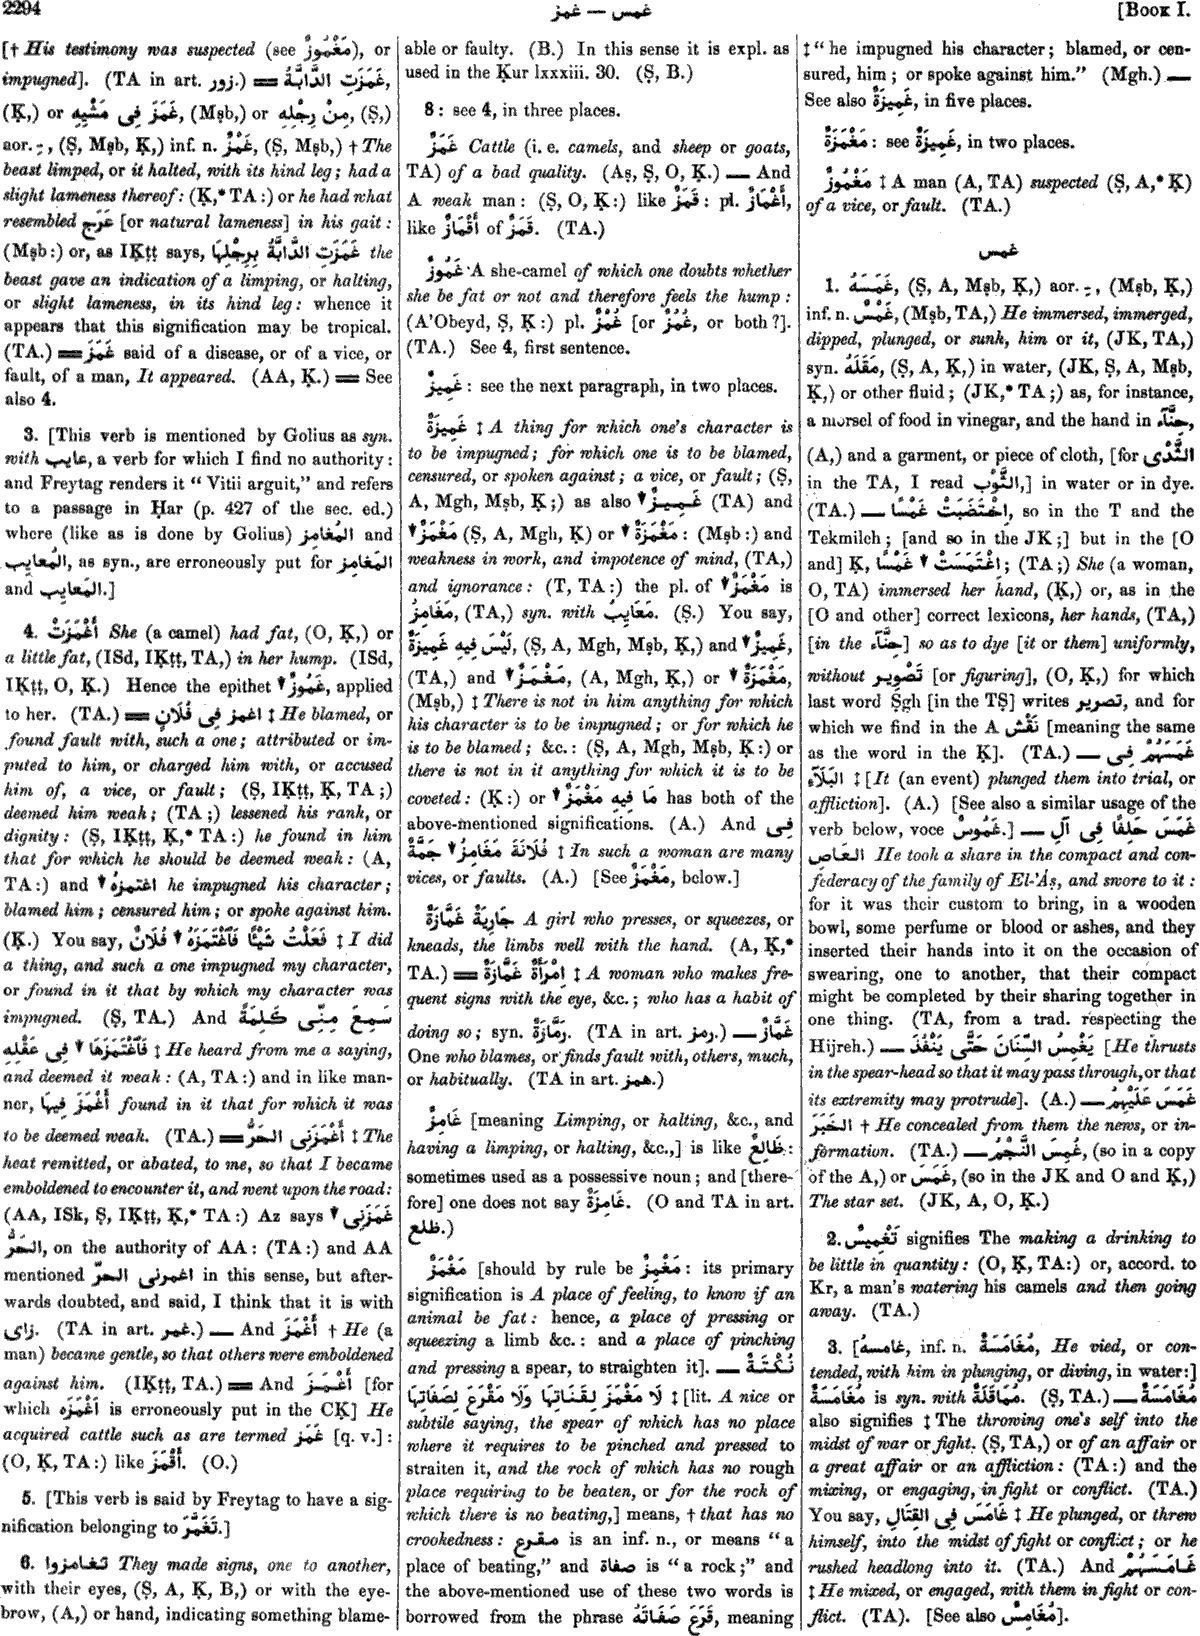 2294
غمس — غمز
[BOOK I.
[† His testimony was suspected (see مَغْمُوزٌ), or
impugned]. (TA in art. زور.) ═ غَمَزَتِ الدَّابَّةُ,
(Ḳ,) or غَمَزَ فِى مَشْيِهِ, (Mṣb,) or مِنْ رِجْلِهِ, (Ṣ,)
aor. ـِ, (Ṣ, Mṣb, Ḳ,) inf. n. غَمْزٌ, (Ṣ, Mṣb,) † The
beast limped, or it halted, with its hind leg; had a
slight lameness thereof: (Ḳ,* TA:) or he had what
resembled عَرَج [or natural lameness] in his gait:
(Mṣb:) or, as IḲṭṭ says, غَمَزَتِ الدَّابَّةُ بِرِجْلِهَا the
beast gave an indication of a limping, or halting,
or slight lameness, in its hind leg: whence it
appears that this signification may be tropical.
(TA.) ═ غَمَزَ said of a disease, or of a vice, or
fault, of a man, It appeared. (AA, Ḳ.) ═ See
also 4.
3. [This verb is mentioned by Golius as syn.
with عايب, a verb for which I find no authority:
and Freytag renders it “ Vitii arguit,” and refers
to a passage in Ḥar (p. 427 of the sec. ed.)
where (like as is done by Golius) المُغَامِز and
المُعَايِب, as syn., are erroneously put for المَغَامِز
and المَعَايِب.]
4. أَغْمَزَتْ She (a camel) had fat, (O, Ḳ,) or
a little fat, (ISd, IḲṭṭ, TA,) in her hump. (ISd,
IḲṭṭ, O, Ḳ.) Hence the epithet ▾ غَمُوزٌ, applied
to her. (TA.) ═ اغمز فِى فُلَانٍ ‡ He blamed, or
found fault with, such a one; attributed or im-
puted to him, or charged him with, or accused
him of, a vice, or fault; (Ṣ, IḲṭṭ, Ḳ, TA;)
deemed him weak; (TA;) lessened his rank, or
dignity: (Ṣ, IḲṭṭ, Ḳ,* TA:) he found in him
that for which he should be deemed weak: (A,
TA:) and ▾ اغتمزهُ he impugned his character;
blamed him; censured him; or spoke against him.
(Ḳ.) You say, فَعَلْتُ شَيْئًا فَٱغْتَمَزَهُ ▾ فُلَانٌ ‡ I did
a thing, and such a one impugned my character,
or found in it that by which my character was
impugned. (Ṣ, TA.) And سَمِعَ مِنِّى كَلِمَةً
فَٱغْتَمَزَهَا ▾ فِى عَقْلِهِ ‡ He heard from me a saying,
and deemed it weak: (A, TA:) and in like man-
ner, أَغْمَزَ فِيهَا found in it that for which it was
to be deemed weak. (TA.) ═ أَغْمَزَنِى الحَرُّ ‡ The
heat remitted, or abated, to me, so that I became
emboldened to encounter it, and went upon the road:
(AA, ISk, Ṣ, IḲṭṭ, Ḳ,* TA:) Az says ▾ غَمَزَنِى
الحَرُّ, on the authority of AA: (TA:) and AA
mentioned اغمرنى الحرّ in this sense, but after-
wards doubted, and said, I think that it is with
زاى. (TA in art. غمر.) — And أَغْمَزَ † He (a
man) became gentle, so that others were emboldened
against him. (IḲṭṭ, TA.) ═ And أَغْمَزَ [for
which أَغْمَزَه is erroneously put in the CḲ] He
acquired cattle such as are termed غَمَز [q. v.]:
(O, Ḳ, TA:) like أَقْمَزَ. (O.)
5. [This verb is said by Freytag to have a sig-
nification belonging to تَغَمَّرَ.]
6. تغامزوا They made signs, one to another,
with their eyes, (Ṣ, A, Ḳ, B,) or with the eye-
brow, (A,) or hand, indicating something blame-
able or faulty. (B.) In this sense it is expl. as
used in the Ḳur lxxxiii. 30. (Ṣ, B.)
8: see 4, in three places.
غَمَزٌ Cattle (i. e. camels, and sheep or goats,
TA) of a bad quality. (Aṣ, Ṣ, O, Ḳ.) — And
A weak man: (Ṣ, O, Ḳ:) like قَمَزٌ: pl. أَغْمَازٌ,
like أَقْمَازٌ of قَمَزٌ. (TA.)
غَمُوزٌ A she-camel of which one doubts whether
she be fat or not and therefore feels the hump:
(A'Obeyd, Ṣ, Ḳ:) pl. غُمْزٌ [or غُمُزٌ, or both?].
(TA.) See 4, first sentence.
غَمِيزٌ: see the next paragraph, in two places.
غَمِيزَةٌ ‡ A thing for which one's character is
to be impugned; for which one is to be blamed,
censured, or spoken against; a vice, or fault; (Ṣ,
A, Mgh, Mṣb, Ḳ;) as also ▾ غَمِيزٌ (TA) and
▾ مَغْمَزٌ (Ṣ, A, Mgh, Ḳ) or ▾ مَغْمَزَةٌ: (Mṣb:) and
weakness in work, and impotence of mind, (TA,)
and ignorance: (T, TA:) the pl. of ▾ مَغْمَزٌ is
مَغَامِزُ, (TA,) syn. with مَعَايِبُ. (Ṣ.) You say,
لَيْسَ فِيهِ غَمِيزَةٌ, (Ṣ, A, Mgh, Mṣb, Ḳ,) and ▾ غَمِيزٌ,
(TA,) and ▾ مَغْمَزٌ, (A, Mgh, Ḳ,) or ▾ مَغْمَزَةٌ,
(Mṣb,) ‡ There is not in him anything for which
his character is to be impugned; or for which he
is to be blamed; &c.: (Ṣ, A, Mgh, Mṣb, Ḳ:) or
there is not in it anything for which it is to be
coveted: (Ḳ:) or مَا فِيهِ مَغْمَزٌ ▾ has both of the
above-mentioned significations. (A.) And فِى
فُلَانَةَ مَغَامِزُ ▾ جَمَّةٌ ‡ In such a woman are many
vices, or faults. (A.) [See مَغْمَزٌ, below.]
جَارِيَةٌ غَمَّازَةٌ A girl who presses, or squeezes, or
kneads, the limbs well with the hand. (A, Ḳ,*
TA.) ═ اِمْرَأَةٌ غَمَّازَةٌ ‡ A woman who makes fre-
quent signs with the eye, &c.; who has a habit of
doing so; syn. رَمَّازَةٌ. (TA in art. رمز.) — غَمَّازٌ
One who blames, or finds fault with, others, much,
or habitually. (TA in art. همز.)
غَامِزٌ [meaning Limping, or halting, &c., and
having a limping, or halting, &c.,] is like ظَالِعٌ:
sometimes used as a possessive noun; and [there-
fore] one does not say غَامِزَةٌ. (O and TA in art.
ظلع.)
مَغْمَزٌ [should by rule be مَغْمِزٌ: its primary
signification is A place of feeling, to know if an
animal be fat: hence, a place of pressing or
squeezing a limb &c.: and a place of pinching
and pressing a spear, to straighten it]. — نُكْتَةٌ
لَا مَغْمَزَ لِقَنَاتِهَا وَلَا مَقْرَعَ لِصَفَاتِهَا ‡ [lit. A nice or
subtile saying, the spear of which has no place
where it requires to be pinched and pressed to
straiten it, and the rock of which has no rough
place requiring to be beaten, or for the rock of
which there is no beating,] means, † that has no
crookedness: مقرع is an inf. n., or means “ a
place of beating,” and صفاة is “ a rock;” and
the above-mentioned use of these two words is
borrowed from the phrase قَرَعَ صَفَاتَهُ, meaning
‡ “ he impugned his character; blamed, or cen-
sured, him; or spoke against him.” (Mgh.) —
See also غَمِيزَةٌ, in five places.
مَغْمَزَةٌ: see غَمِيزَةٌ, in two places.
مَغْمُوزٌ ‡ A man (A, TA) suspected (Ṣ, A,* Ḳ)
of a vice, or fault. (TA.)
غمس
1. غَمَسَهُ, (Ṣ, A, Mṣb, Ḳ,) aor. ـِ, (Mṣb, Ḳ,)
inf. n. غَمْسٌ, (Mṣb, TA,) He immersed, immerged,
dipped, plunged, or sunk, him or it, (JK, TA,)
syn. مَقَلَهُ, (Ṣ, A, Ḳ,) in water, (JK, Ṣ, A, Mṣb,
Ḳ,) or other fluid; (JK,* TA;) as, for instance,
a morsel of food in vinegar, and the hand in حِنَّآء,
(A,) and a garment, or piece of cloth, [for الثَّدْى
in the TA, I read الثَّوْب,] in water or in dye.
(TA.) — اِخْتَضَبَتْ غَمْسًا, so in the T and the
Tekmileh; [and so in the JK;] but in the [O
and] Ḳ, اِغْتَمَسَتْ ▾ غَمْسًا; (TA;) She (a woman,
O, TA) immersed her hand, (Ḳ,) or, as in the
[O and other] correct lexicons, her hands, (TA,)
[in the حِنَّآء] so as to dye [it or them] uniformly,
without تَصْوِير [or figuring], (O, Ḳ,) for which
last word Ṣgh [in the TṢ] writes تصرير, and for
which we find in the A نَقْش [meaning the same
as the word in the Ḳ]. (TA.) — غَمَسَهُمْ فِى
البَلَآءِ ‡ [It (an event) plunged them into trial, or
affliction]. (A.) [See also a similar usage of the
verb below, voce غَمُوسٌ.] — غَمَسَ حَلِفًا فِى آلِ
العَاصِ He took a share in the compact and con-
federacy of the family of El-'Áṣ, and swore to it:
for it was their custom to bring, in a wooden
bowl, some perfume or blood or ashes, and they
inserted their hands into it on the occasion of
swearing, one to another, that their compact
might be completed by their sharing together in
one thing. (TA, from a trad. respecting the
Hijreh.) — يَغْمِسُ السِّنَانَ حَتَّى يَنْفُذَ [He thrusts
in the spear-head so that it may pass through, or that
its extremity may protrude]. (A.) — غَمَسَ عَلَيْهِمُ
الخَبَرَ † He concealed from them the news, or in-
formation. (TA.) — غُمِسَ النَّجْمُ, (so in a copy
of the A,) or غَمَسَ, (so in the JK and O and Ḳ,)
The star set. (JK, A, O, Ḳ.)
2. تَغْمِيسٌ signifies The making a drinking to
be little in quantity: (O, Ḳ, TA:) or, accord. to
Kr, a man's watering his camels and then going
away. (TA.)
3. [غامسهُ, inf. n. مُغَامَسَةٌ, He vied, or con-
tended, with him in plunging, or diving, in water:]
مُغَامَسَةٌ is syn. with مُمَاقَلَةٌ. (Ṣ, TA.) — مُغَامَسَةٌ
also signifies ‡ The throwing one's self into the
midst of war or fight. (Ṣ, TA,) or of an affair or
a great affair or an affliction: (TA:) and the
mixing, or engaging, in fight or conflict. (TA.)
You say, غَامَسَ فِى القِتَالِ ‡ He plunged, or threw
himself, into the midst of fight or conflict; or he
rushed headlong into it. (TA.) And غَامَسَهُمْ
‡ He mixed, or engaged, with them in fight or con-
flict. (TA). [See also مُغَامِسٌ].